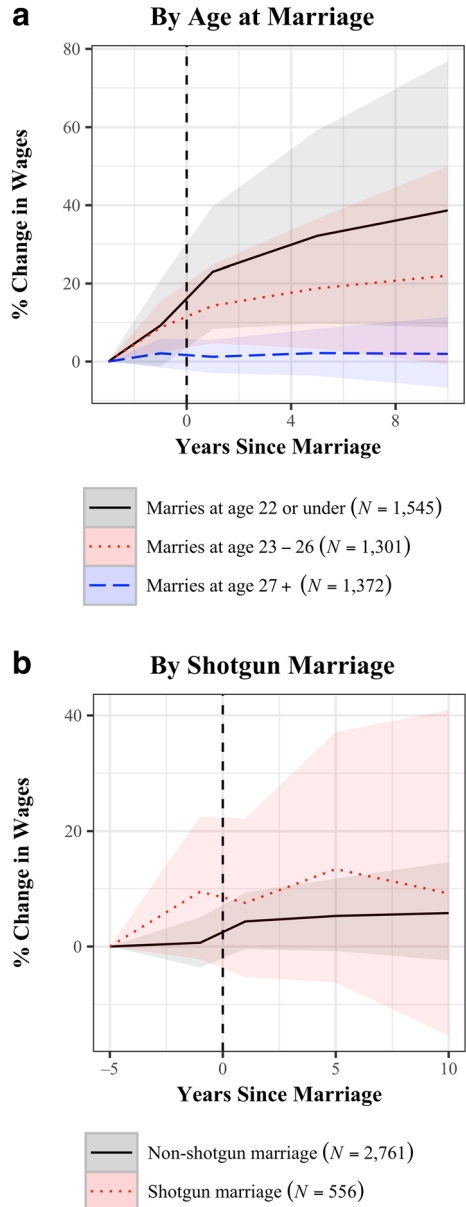 a
By Age at Marriage
% Change in Wages
80
60
40
20
0
0 4 8
Years Since Marriage
Marries at age 22 or under (N = 1,545)
Marries at age 23 – 26 (N = 1,301)
Marries at age 27 + (N = 1,372)
b
By Shotgun Marriage
% Change in Wages
40
20
0
–5 0 5 10
Years Since Marriage
Non-shotgun marriage (N = 2,761)
Shotgun marriage (N = 556)